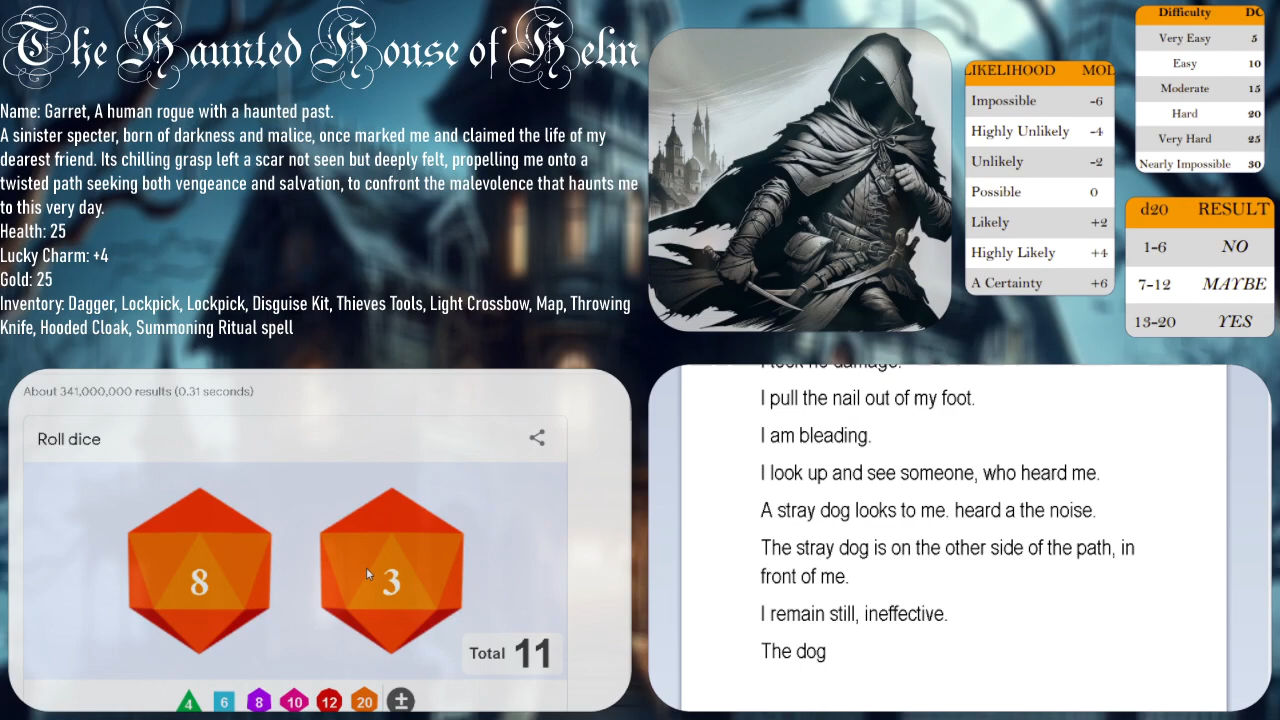 The Haunted House of Helm
Name: Garret, A human rogue with a haunted past.
A sinister specter, born of darkness and malice, once marked me and claimed the life of my
dearest friend. Its chilling grasp left a scar not seen but deeply felt, propelling me onto a
twisted path seeking both vengeance and salvation, to confront the malevolence that haunts me
to this very day.
Health: 25
Lucky Charm: +4
Gold: 25
Inventory: Dagger, Lockpick, Lockpick, Disguise Kit, Thieves Tools, Light Crossbow, Map, Throwing
Knife, Hooded Cloak, Summoning Ritual spell
LIKELIHOOD MOD
Impossible -6
Highly Unlikely -4
Unlikely -2
Possible 0
Likely +2
Highly Likely +4
A Certainty +6
Difficulty DC
Very Easy 5
Easy 10
Moderate 15
Hard 20
Very Hard 25
Nearly Impossible 30
d20 RESULT
1-6 NO
7-12 MAYBE
13-20 YES
About 341,000,000 results (0.31 seconds)
Roll dice
8 3
Total 11
4 6 8 10 12 20 ±
I took no damage.
I pull the nail out of my foot.
I am bleading.
I look up and see someone, who heard me.
A stray dog looks to me. heard a the noise.
The stray dog is on the other side of the path, in
front of me.
I remain still, ineffective.
The dog